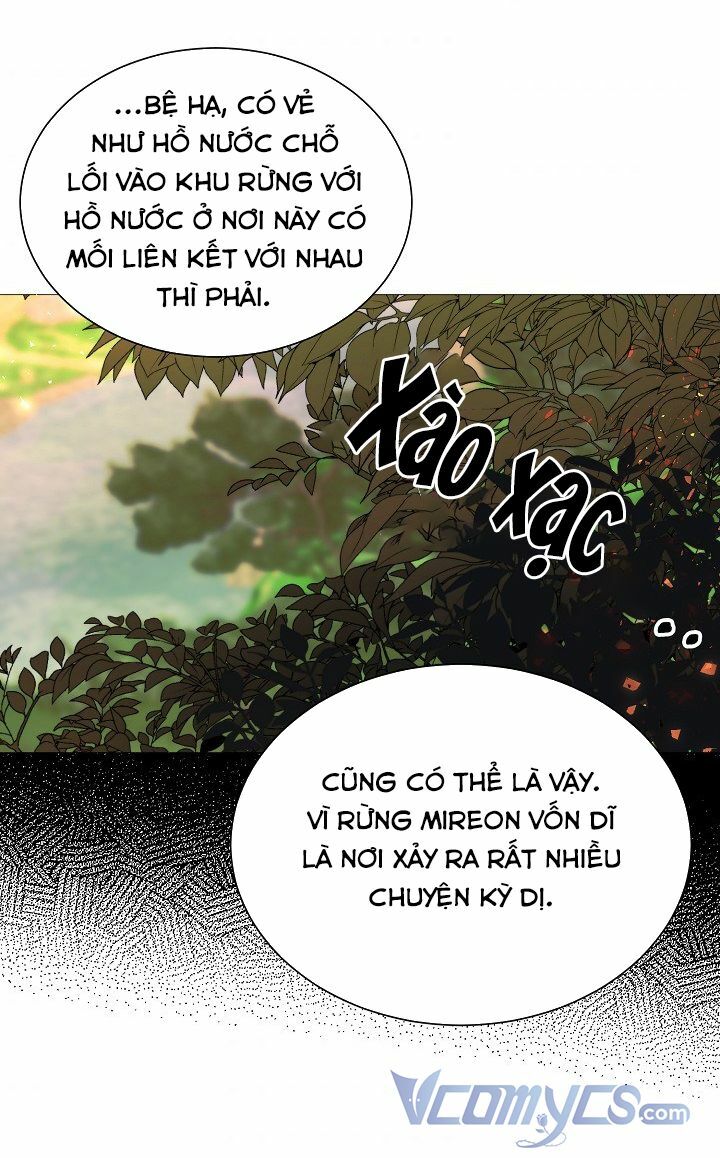 ...BỆ HẠ, CÓ VẺ
NHƯ HỒ NƯỚC CHỖ
LỐI VÀO KHU RỪNG VỚI
HỒ NƯỚC Ở NƠI NÀY CÓ
MỐI LIÊN KẾT VỚI NHAU
THÌ PHẢI.
XÀO XẠC
CŨNG CÓ THỂ LÀ VẬY.
VÌ RỪNG MIREON VỐN DĨ
LÀ NƠI XẢY RA RẤT NHIỀU
CHUYỆN KỲ DỊ.
VCOMYCS.com